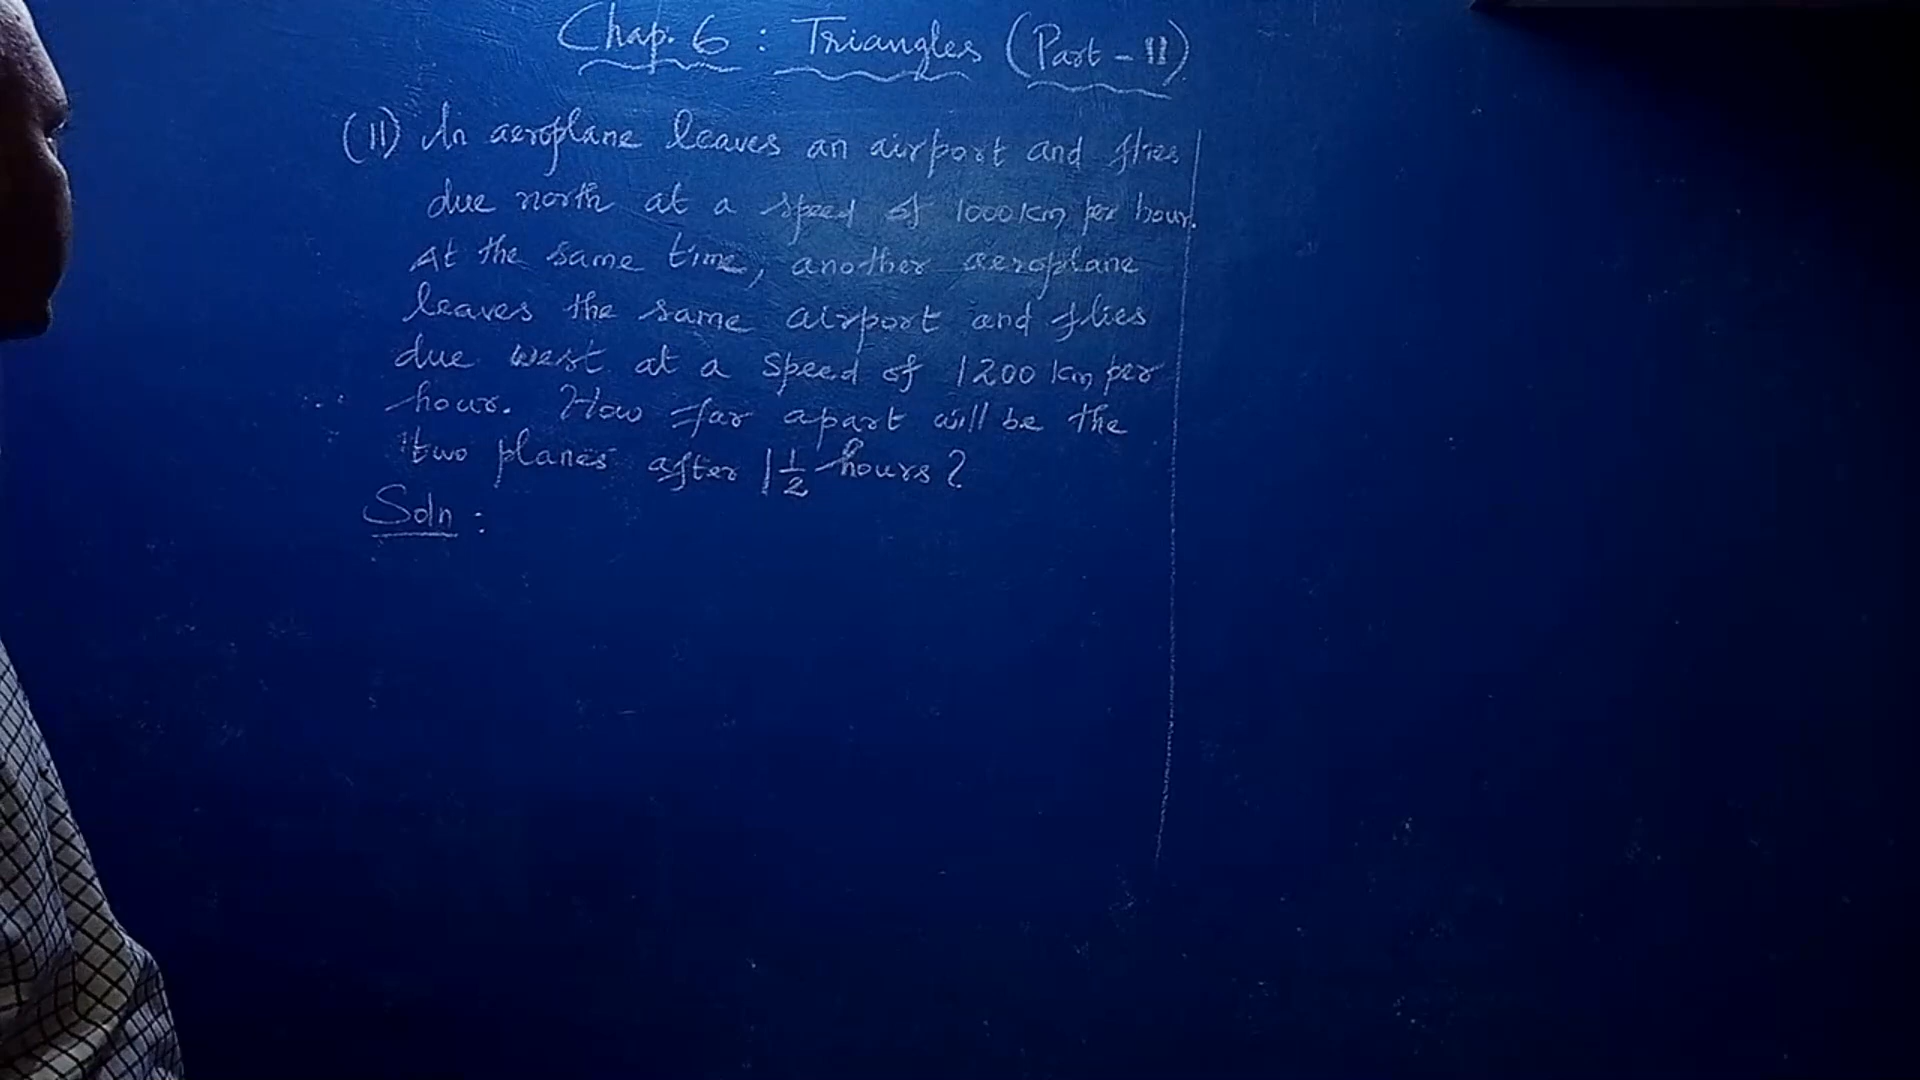 Chap. 6 : Triangles (Part - 11)
(11) An aeroplane leaves an airport and flies
due north at a speed of 1000 km per hour.
At the same time, another aeroplane
leaves the same airport and flies
due west at a speed of 1200 km per
hour. How far apart will be the
two planes after 1 1/2 hours?
Soln :